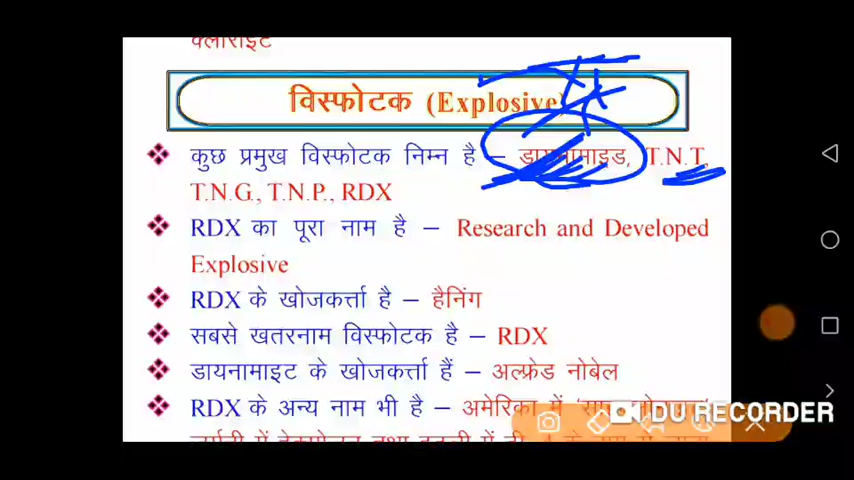 क्लोराइट
विस्फोटक (Explosive)
कुछ प्रमुख विस्फोटक निम्न है – डायनामाइड, T.N.T,
T.N.G., T.N.P., RDX
RDX का पूरा नाम है – Research and Developed
Explosive
RDX के खोजकर्त्ता है – हैनिंग
सबसे खतरनाम विस्फोटक है – RDX
डायनामाइट के खोजकर्त्ता हैं – अल्फ्रेड नोबेल
RDX के अन्य नाम भी है – अमेरिका में
DU RECORDER